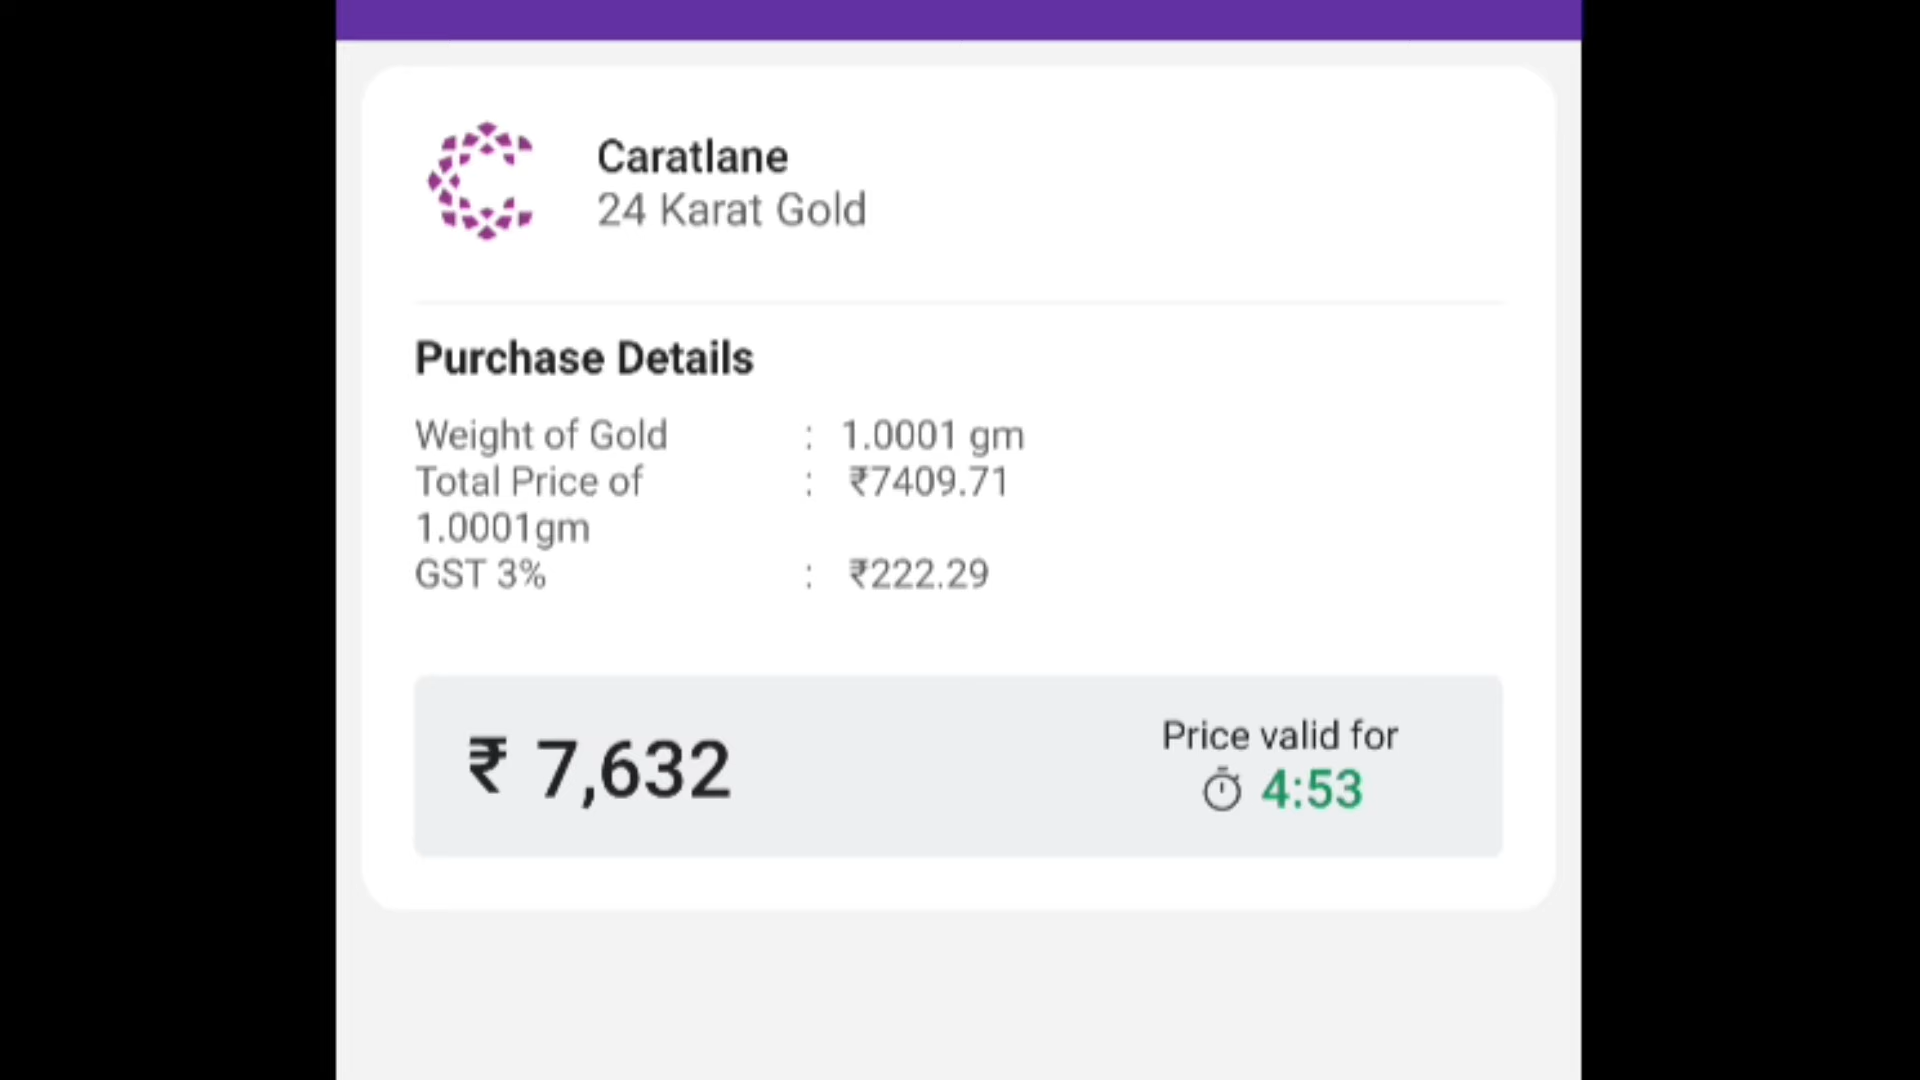 Caratlane
24 Karat Gold
Purchase Details
Weight of Gold : 1.0001 gm
Total Price of : ₹7409.71
1.0001gm
GST 3% : ₹222.29
₹ 7,632
Price valid for
4:53